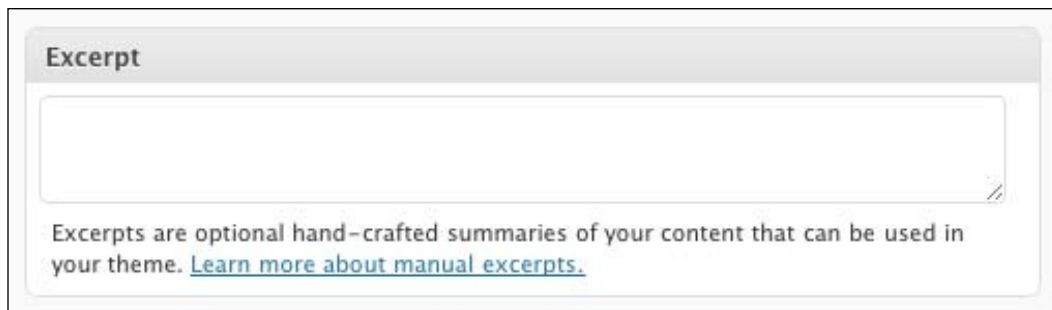 Excerpt
Excerpts are optional hand-crafted summaries of your content that can be used in
your theme. Learn more about manual excerpts.